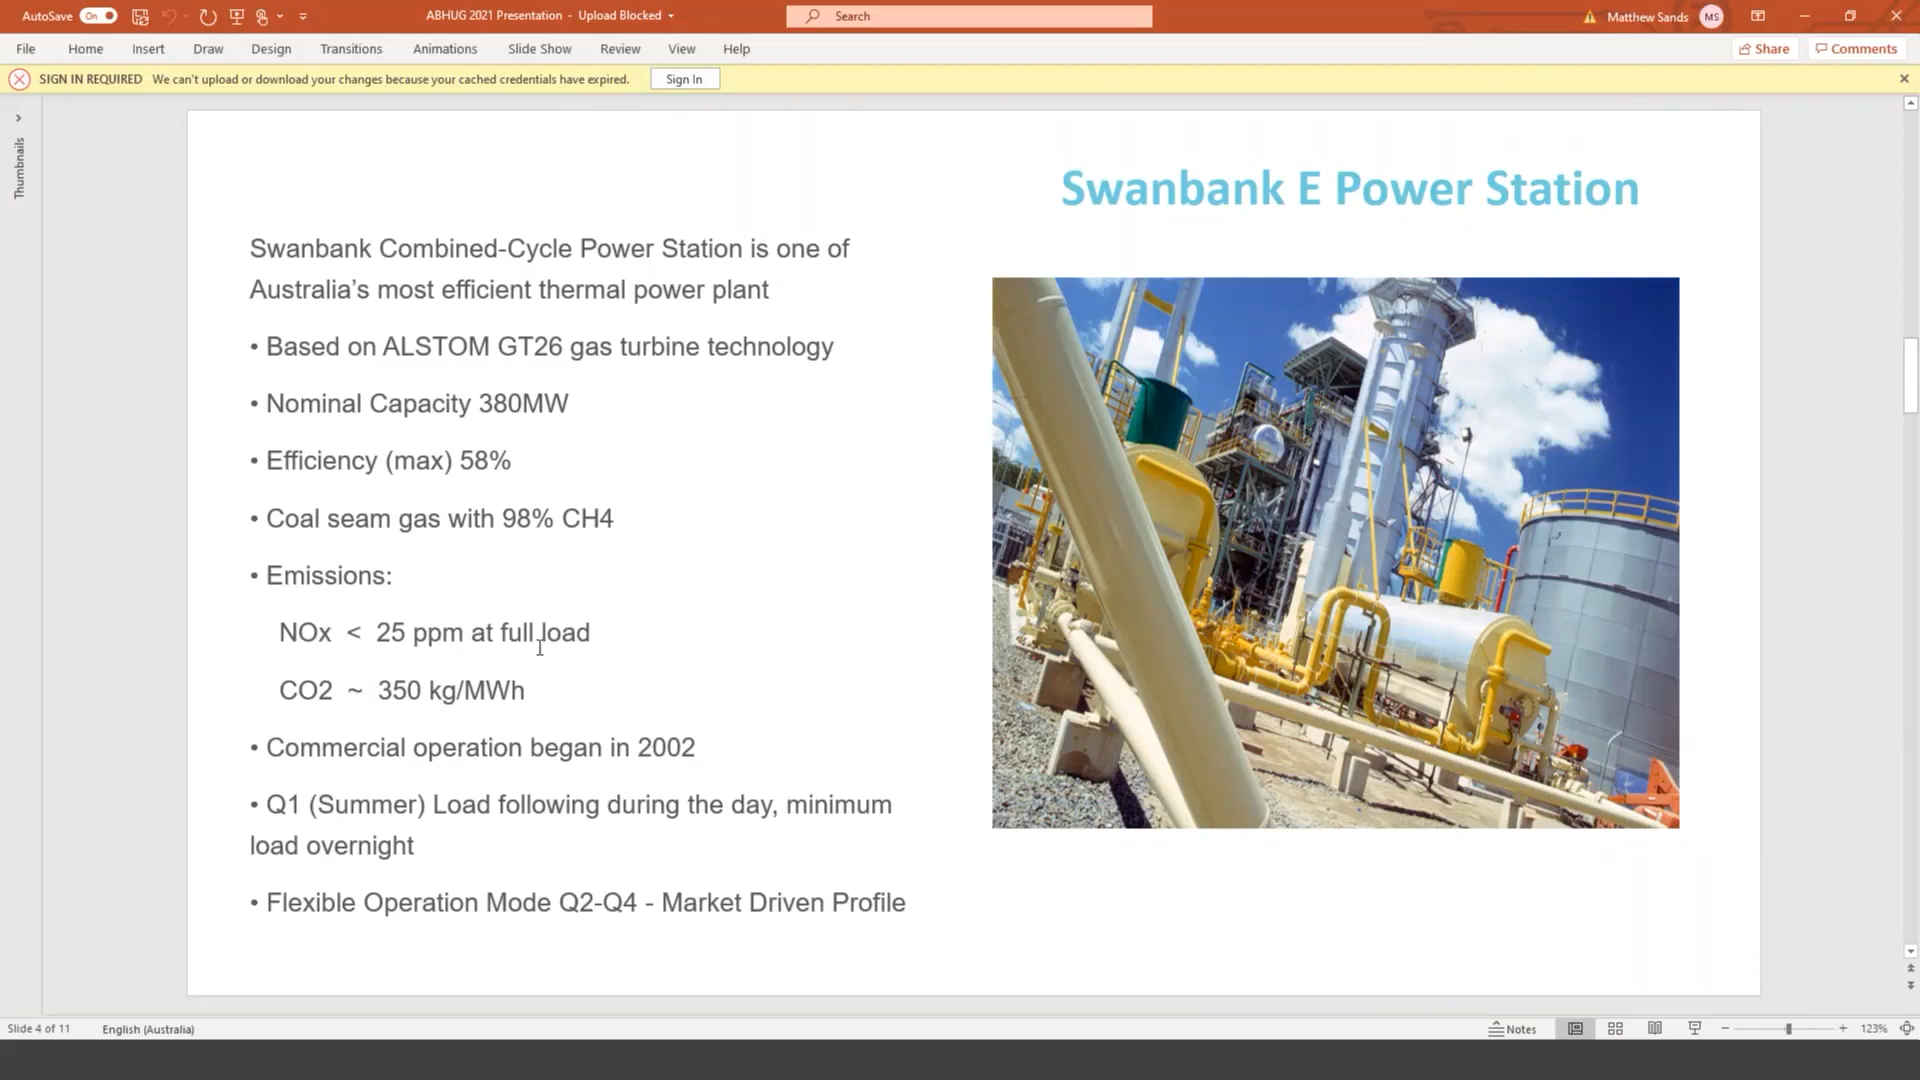 AutoSave On ABHUG 2021 Presentation - Upload Blocked Search Matthew Sands MS
File Home Insert Draw Design Transitions Animations Slide Show Review View Help Share Comments
SIGN IN REQUIRED We can't upload or download your changes because your cached credentials have expired. Sign In
Thumbnails
Swanbank E Power Station
Swanbank Combined-Cycle Power Station is one of
Australia's most efficient thermal power plant
• Based on ALSTOM GT26 gas turbine technology
• Nominal Capacity 380MW
• Efficiency (max) 58%
• Coal seam gas with 98% CH4
• Emissions:
NOx < 25 ppm at full load
CO2 ~ 350 kg/MWh
• Commercial operation began in 2002
• Q1 (Summer) Load following during the day, minimum
load overnight
• Flexible Operation Mode Q2-Q4 - Market Driven Profile
Slide 4 of 11 English (Australia) Notes 123%